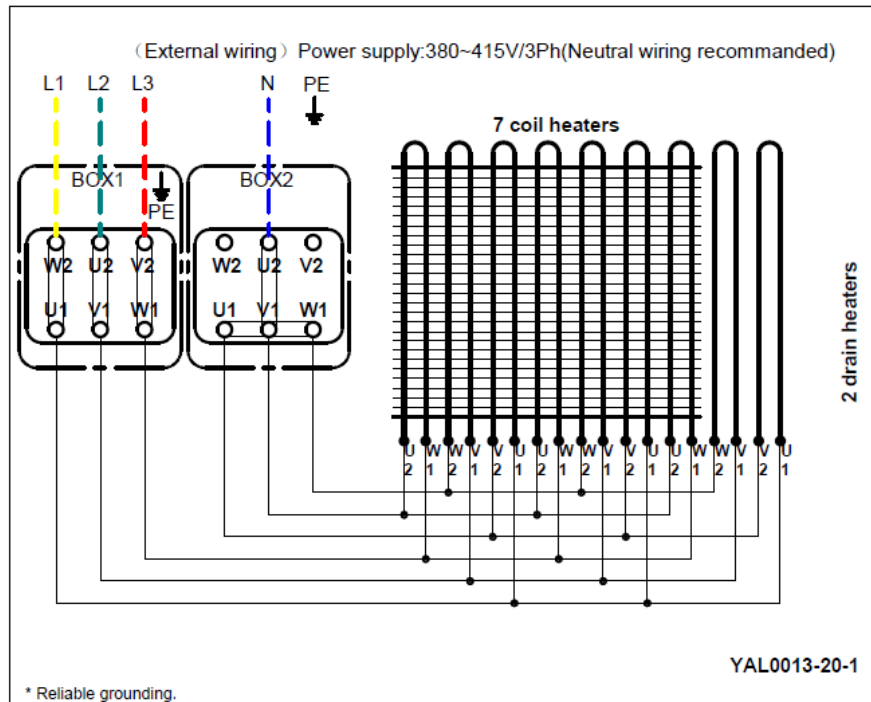 （External wiring）Power supply:380~415V/3Ph(Neutral wiring recommanded)
L1 L2 L3 N PE
7 coil heaters
BOX1 BOX2
PE
W2 U2 V2 W2 U2 V2
U1 V1 W1 U1 V1 W1
2 drain heaters
U W W V V U U W W V V U U W W V V U
2 1 2 1 2 1 2 1 2 1 2 1 2 1 2 1 2 1
YAL0013-20-1
* Reliable grounding.